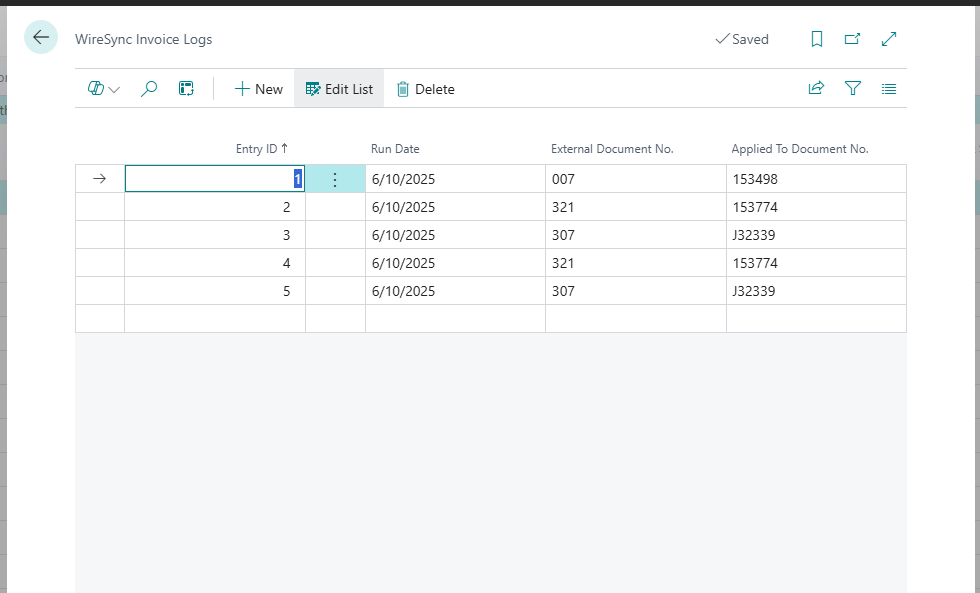 WireSync Invoice Logs
Saved
New Edit List Delete
Entry ID ↑ Run Date External Document No. Applied To Document No.
1 6/10/2025 007 153498
2 6/10/2025 321 153774
3 6/10/2025 307 J32339
4 6/10/2025 321 153774
5 6/10/2025 307 J32339